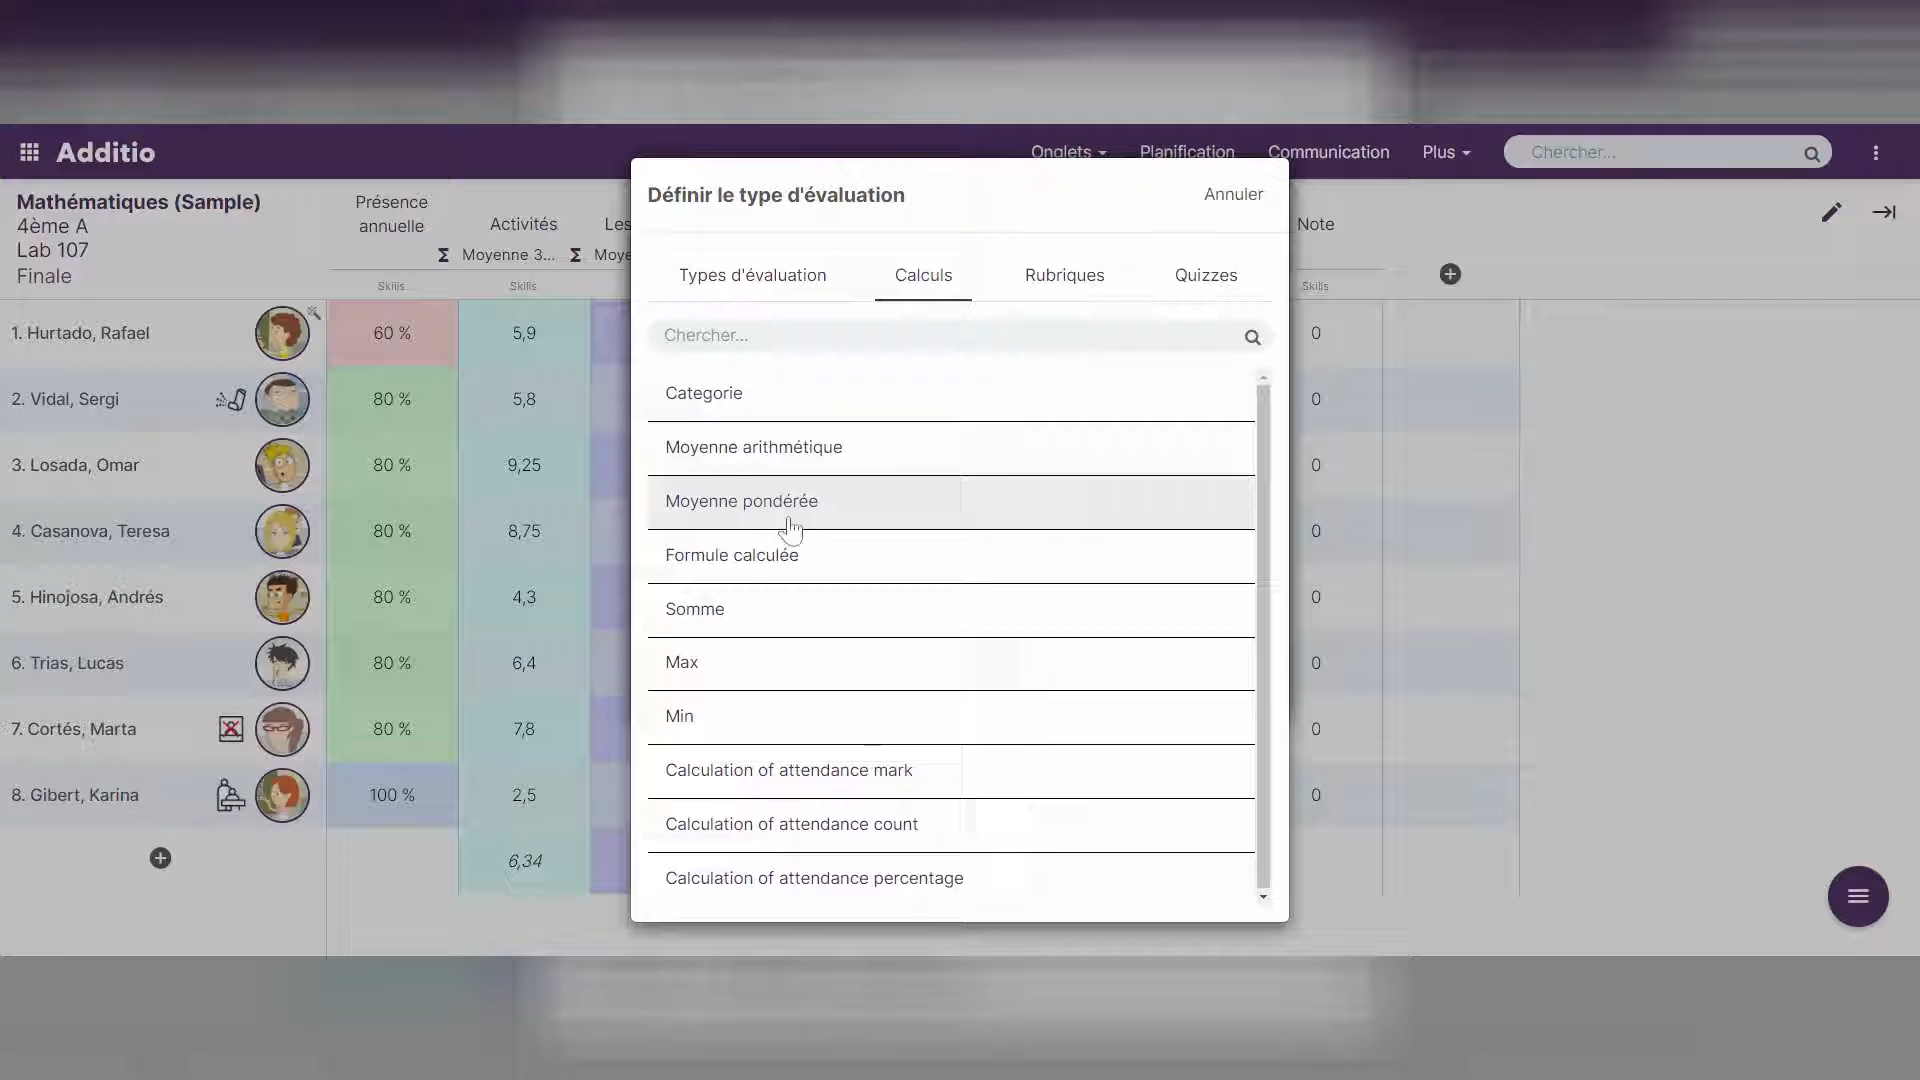 Additio
Onglets
Planification
Communication
Plus
Chercher...
Mathématiques (Sample)
4ème A
Lab 107
Finale
Présence
annuelle
Activités
Les
Note
Σ Moyenne 3... Σ Moye
Skills
Skills
Skills
1. Hurtado, Rafael 60 % 5,9 0
2. Vidal, Sergi 80 % 5,8 0
3. Losada, Omar 80 % 9,25 0
4. Casanova, Teresa 80 % 8,75 0
5. Hinojosa, Andrés 80 % 4,3 0
6. Trias, Lucas 80 % 6,4 0
7. Cortés, Marta 80 % 7,8 0
8. Gibert, Karina 100 % 2,5 0
6,34
Définir le type d'évaluation
Annuler
Types d'évaluation
Calculs
Rubriques
Quizzes
Chercher...
Categorie
Moyenne arithmétique
Moyenne pondérée
Formule calculée
Somme
Max
Min
Calculation of attendance mark
Calculation of attendance count
Calculation of attendance percentage